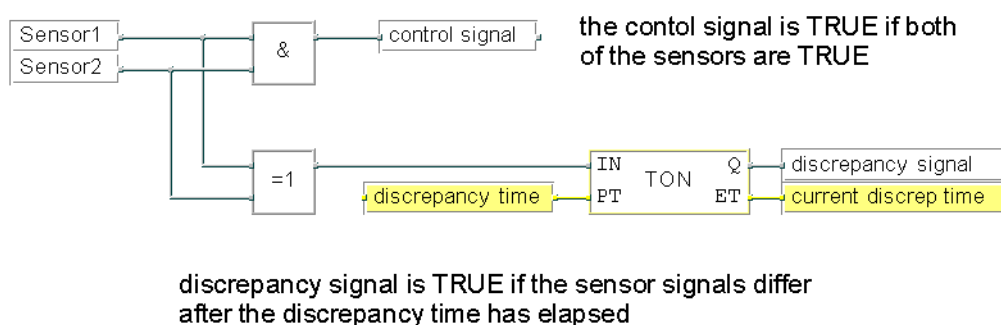 Sensor1
Sensor2
&
control signal
the contol signal is TRUE if both
of the sensors are TRUE
=1
IN
Q
TON
PT
ET
discrepancy time
discrepancy signal
current discrep time
discrepancy signal is TRUE if the sensor signals differ
after the discrepancy time has elapsed